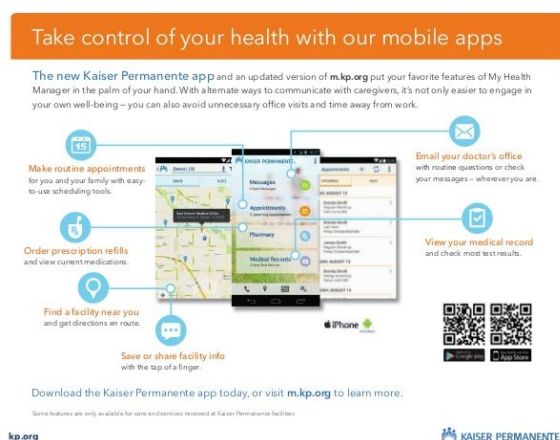 Take control of your health with our mobile apps
The new Kaiser Permanente app and an updated version of m.kp.org put your favorite features of My Health
Manager in the palm of your hand. With alternate ways to communicate with caregivers, it's not only easier to engage in
your own well-being – you can also avoid unnecessary office visits and time away from work.
15
Make routine appointments
for you and your family with easy-
to-use scheduling tools.
Order prescription refills
and view current medications.
Find a facility near you
and get directions en route.
Save or share facility info
with the tap of a finger.
Denver, CO
KAISER PERMANENTE
Messages
Appointments
Pharmacy
Medical Records
Appointments
Email your doctor's office
with routine questions or check
your messages – wherever you are.
View your medical record
and check most test results.
iPhone
Google play
App Store
Download the Kaiser Permanente app today, or visit m.kp.org to learn more.
Some features are only available for care and services received at Kaiser Permanente facilities.
kp.org
KAISER PERMANENTE